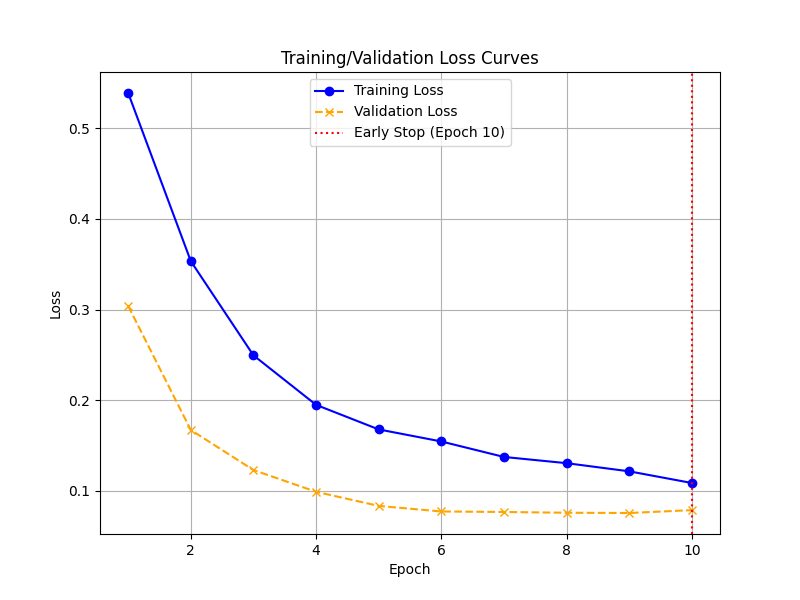 Training/Validation Loss Curves
Training Loss
Validation Loss
Early Stop (Epoch 10)
0.5
0.4
0.3
0.2
0.1
Loss
2 4 6 8 10
Epoch